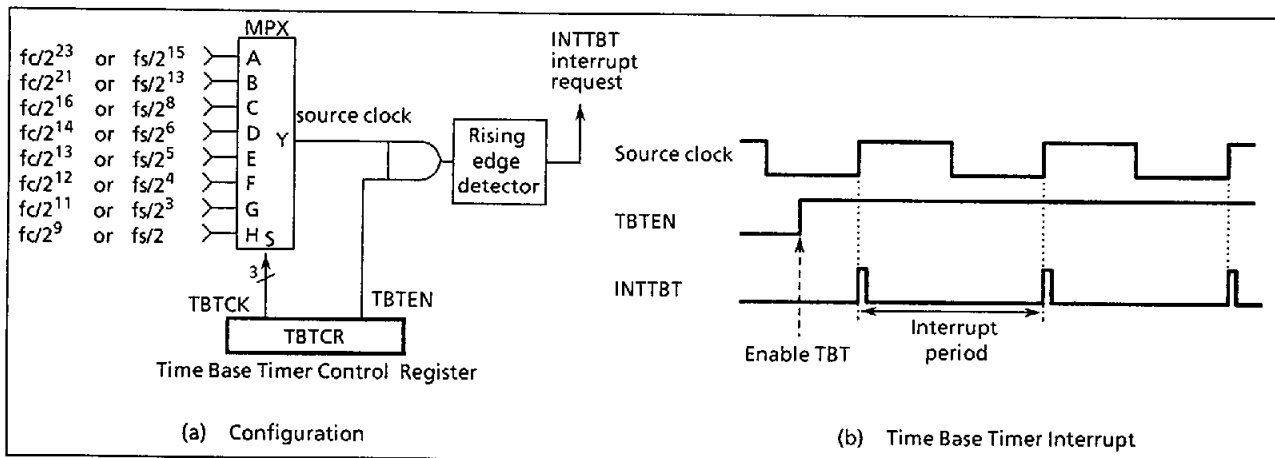 MPX
fc/2^23 or fs/2^15 A
fc/2^21 or fs/2^13 B
fc/2^16 or fs/2^8 C
fc/2^14 or fs/2^6 D
fc/2^13 or fs/2^5 E
fc/2^12 or fs/2^4 F
fc/2^11 or fs/2^3 G
fc/2^9 or fs/2 H
S
Y
source clock
3
TBTCK
TBTEN
TBTCR
Time Base Timer Control Register
Rising
edge
detector
INTTBT
interrupt
request
(a) Configuration
Source clock
TBTEN
INTTBT
Enable TBT
Interrupt
period
(b) Time Base Timer Interrupt